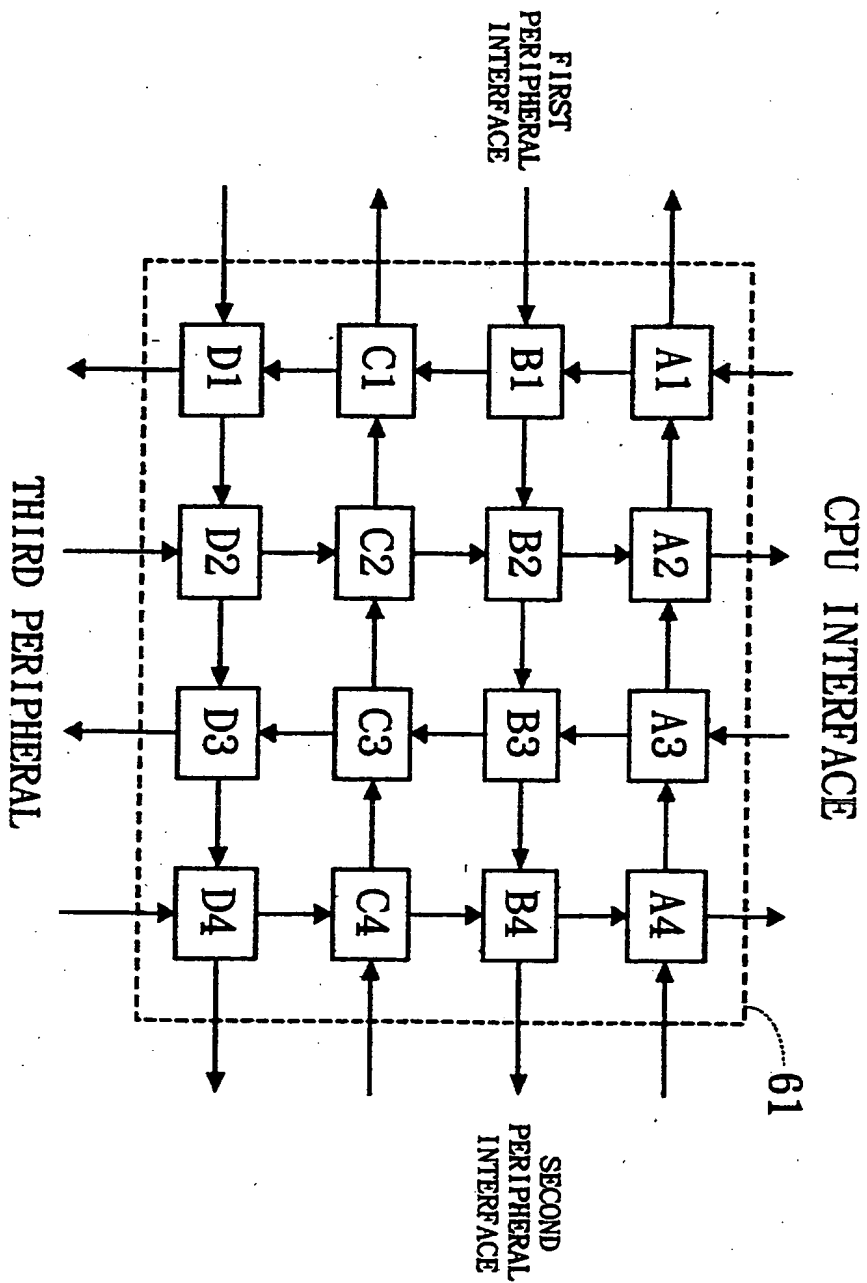 CPU INTERFACE
61
A1
A2
A3
A4
FIRST
PERIPHERAL
INTERFACE
B1
B2
B3
B4
SECOND
PERIPHERAL
INTERFACE
C1
C2
C3
C4
D1
D2
D3
D4
THIRD PERIPHERAL